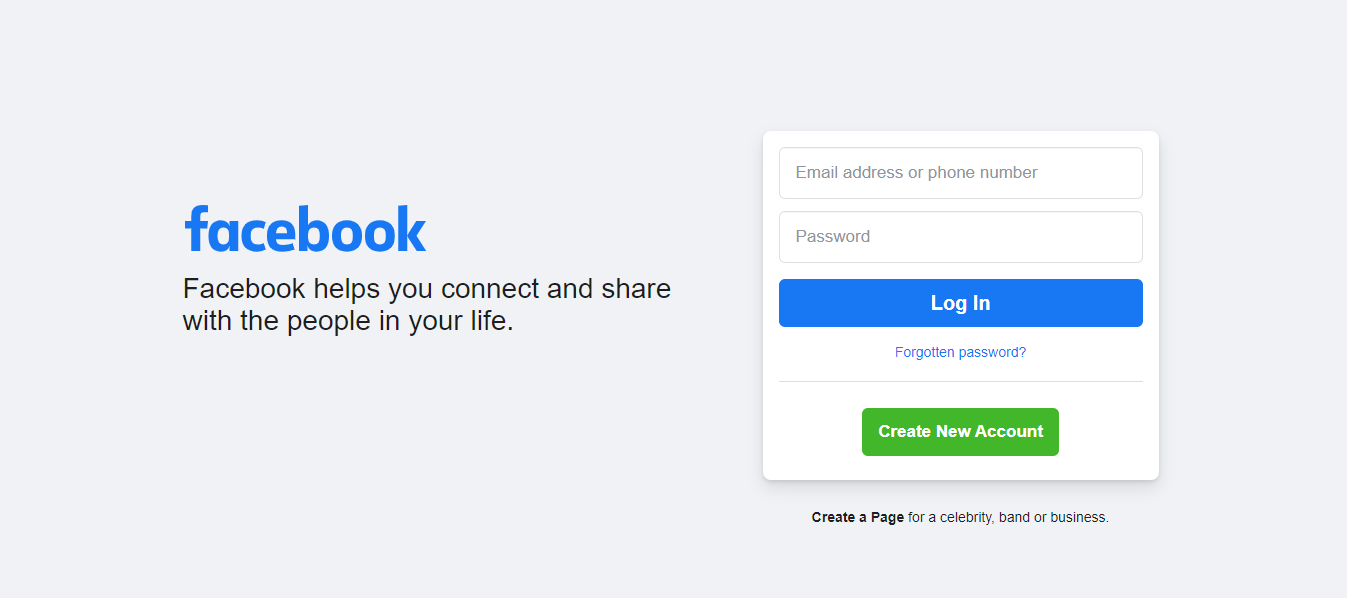 facebook
Facebook helps you connect and share
with the people in your life.
Email address or phone number
Password
Log In
Forgotten password?
Create New Account
Create a Page for a celebrity, band or business.